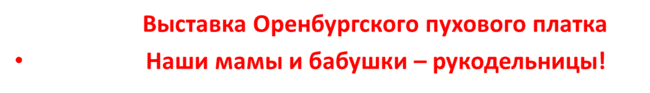 Выставка Оренбургского пухового платка
• Наши мамы и бабушки – рукодельницы!